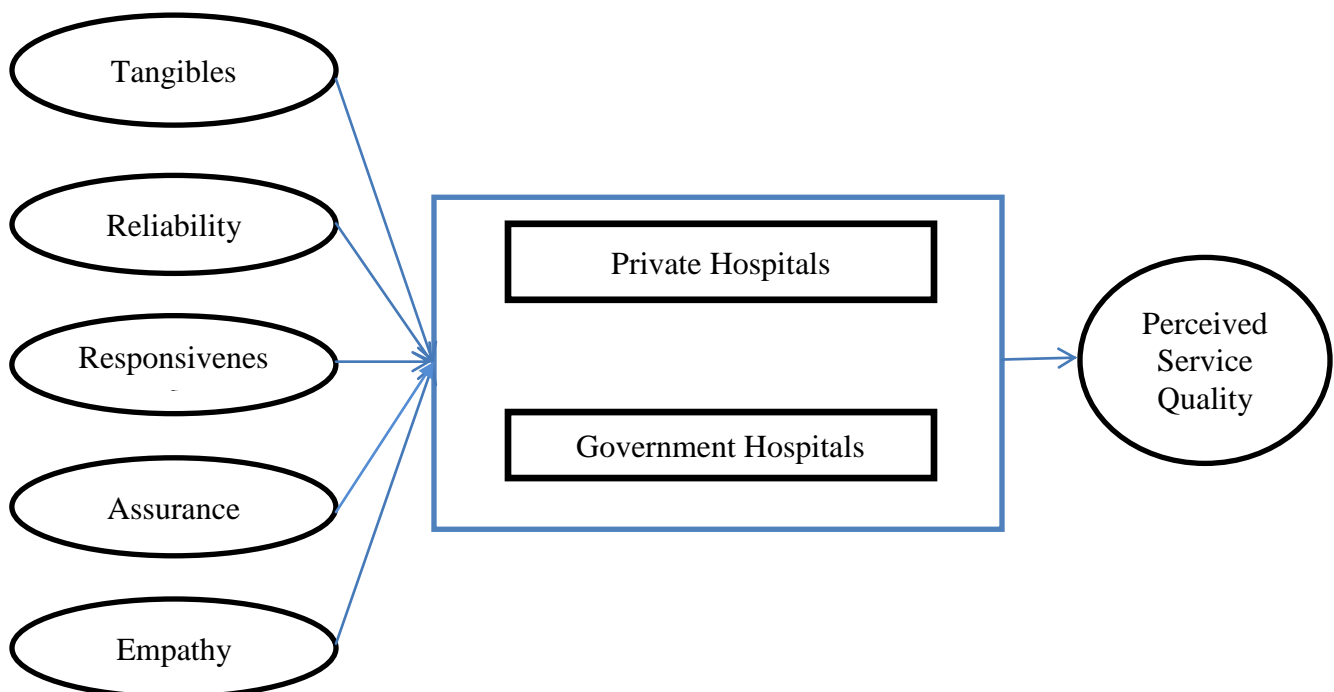 Tangibles
Reliability
Responsivenes
Assurance
Empathy
Private Hospitals
Government Hospitals
Perceived
Service
Quality